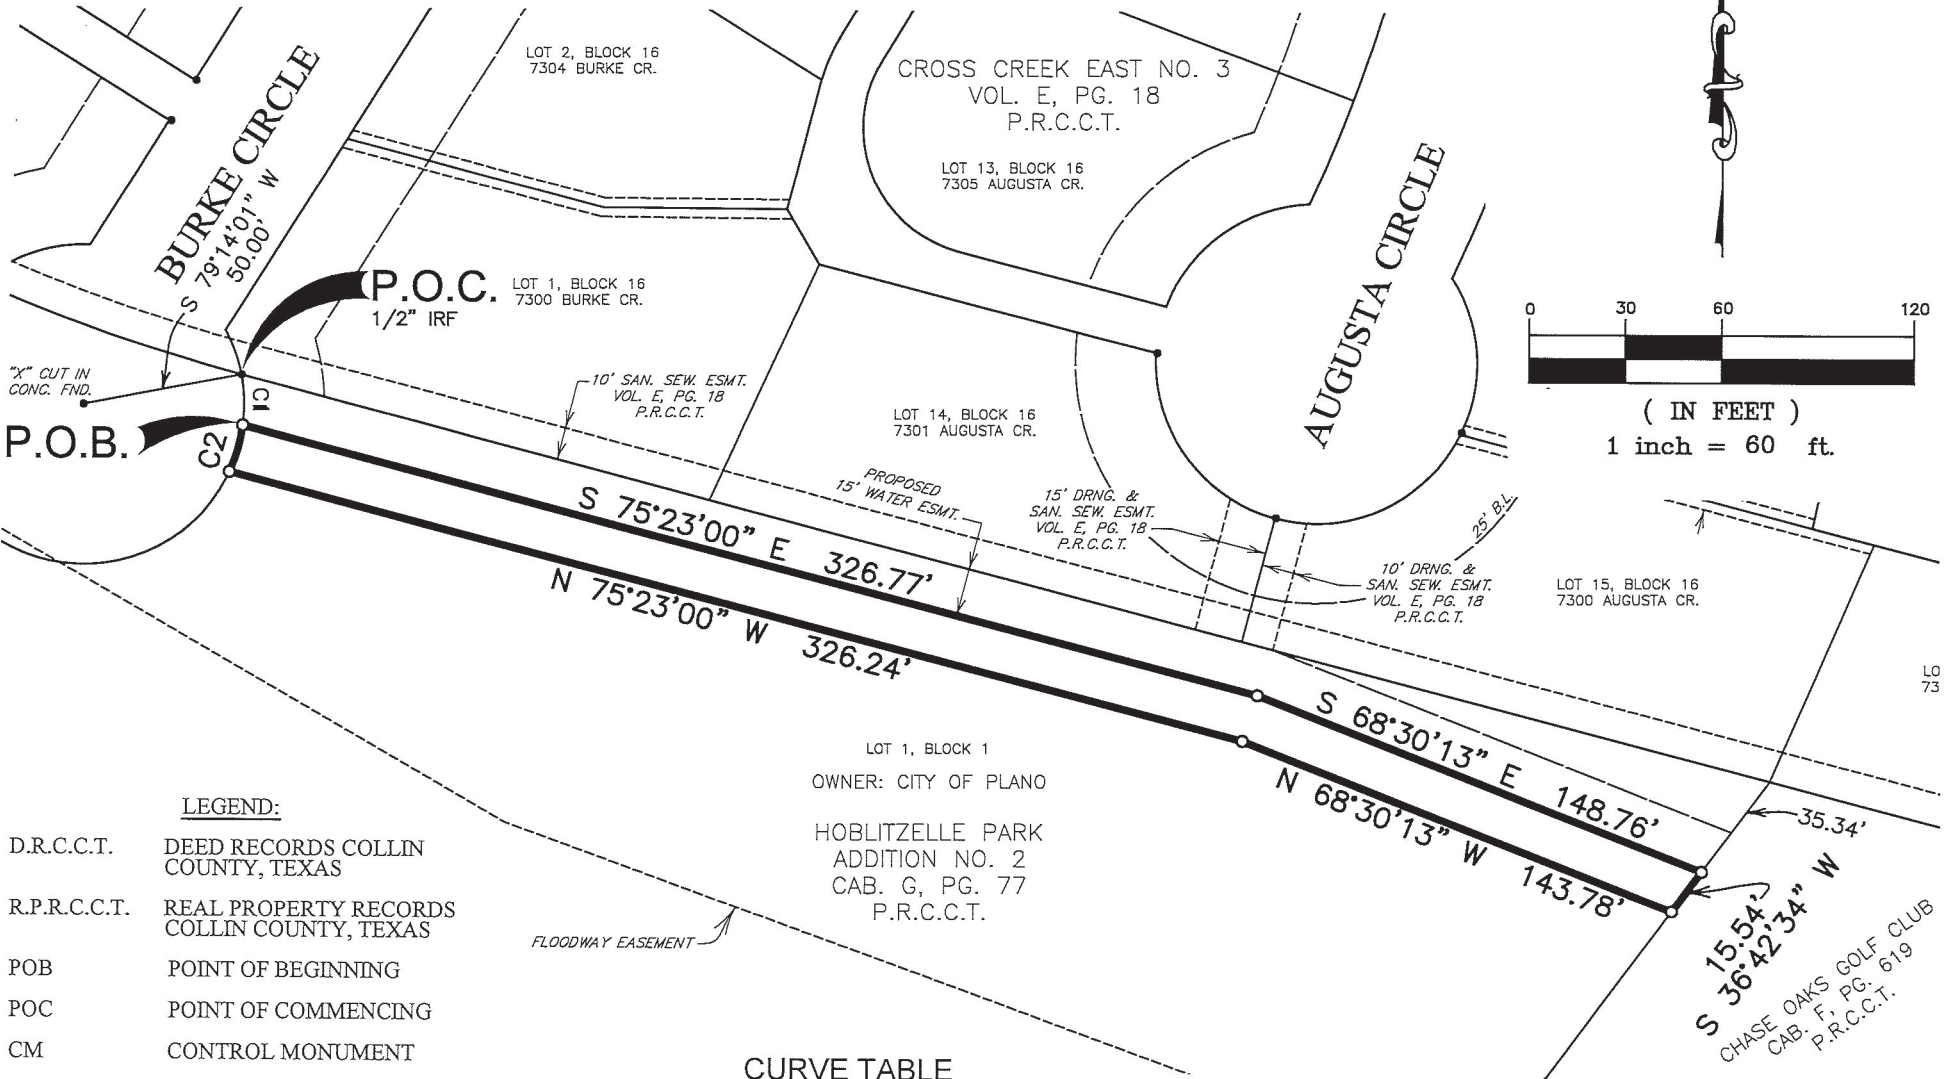 LOT 2, BLOCK 16
7304 BURKE CR.
CROSS CREEK EAST NO. 3
VOL. E, PG. 18
P.R.C.C.T.
LOT 13, BLOCK 16
7305 AUGUSTA CR.
BURKE CIRCLE
S 79°14'01" W
50.00'
AUGUSTA CIRCLE
P.O.C.
1/2" IRF
LOT 1, BLOCK 16
7300 BURKE CR.
0 30 60 120
( IN FEET )
1 inch = 60 ft.
"X" CUT IN
CONC. FND.
C1
10' SAN. SEW. ESMT.
VOL. E, PG. 18
P.R.C.C.T.
LOT 14, BLOCK 16
7301 AUGUSTA CR.
P.O.B.
C2
PROPOSED
15' WATER ESMT.
15' DRNG. &
SAN. SEW. ESMT.
VOL. E, PG. 18
P.R.C.C.T.
25' B.L.
S 75°23'00" E 326.77'
N 75°23'00" W 326.24'
10' DRNG. &
SAN. SEW. ESMT.
VOL. E, PG. 18
P.R.C.C.T.
LOT 15, BLOCK 16
7300 AUGUSTA CR.
LO
73
S 68°30'13" E 148.76'
N 68°30'13" W 143.78'
35.34'
15.54'
S 36°42'34" W
CHASE OAKS GOLF CLUB
CAB. F, PG. 619
P.R.C.C.T.
LOT 1, BLOCK 1
OWNER: CITY OF PLANO
HOBLITZELLE PARK
ADDITION NO. 2
CAB. G, PG. 77
P.R.C.C.T.
FLOODWAY EASEMENT
LEGEND:
D.R.C.C.T. DEED RECORDS COLLIN
COUNTY, TEXAS
R.P.R.C.C.T. REAL PROPERTY RECORDS
COLLIN COUNTY, TEXAS
POB POINT OF BEGINNING
POC POINT OF COMMENCING
CM CONTROL MONUMENT
CURVE TABLE